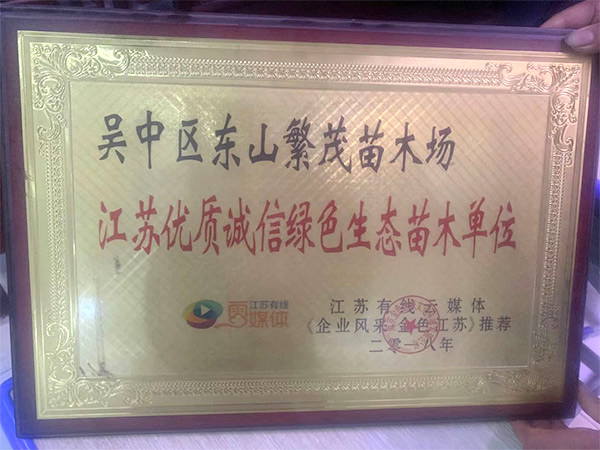 吴中区东山繁茂苗木场
江苏优质诚信绿色生态苗木单位
江苏有线
云媒体
江苏有线云媒体
《企业风采·金色江苏》推荐
二零一八年